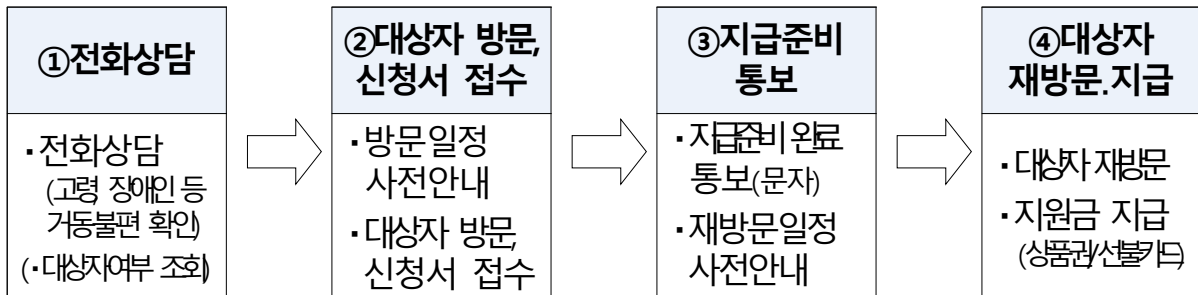 ①전화상담
·전화상담
(고령, 장애인 등
거동불편 확인)
(·대상자여부 조회)
②대상자 방문,
신청서 접수
·방문일정
사전안내
·대상자 방문,
신청서 접수
③지급준비
통보
·지급준비 완료
통보(문자)
·재방문일정
사전안내
④대상자
재방문.지급
·대상자 재방문
·지원금 지급
(상품권/선불카드)